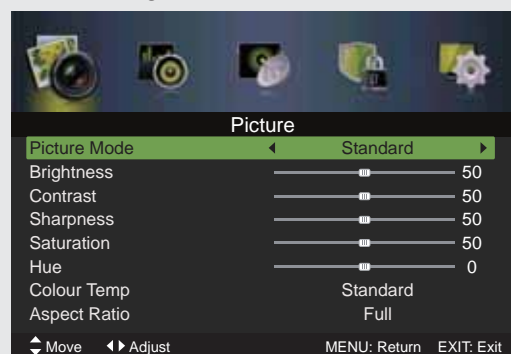 Picture
Picture Mode Standard
Brightness 50
Contrast 50
Sharpness 50
Saturation 50
Hue 0
Colour Temp Standard
Aspect Ratio Full
Move Adjust MENU: Return EXIT: Exit